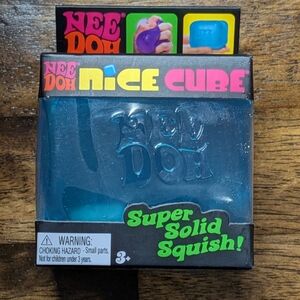 NEE
DOH
NEE
DOH
NICE CUBE
NEE
DOH
Super
Solid
Squish!
WARNING:
CHOKING HAZARD - Small parts.
Not for children under 3 years.
3+